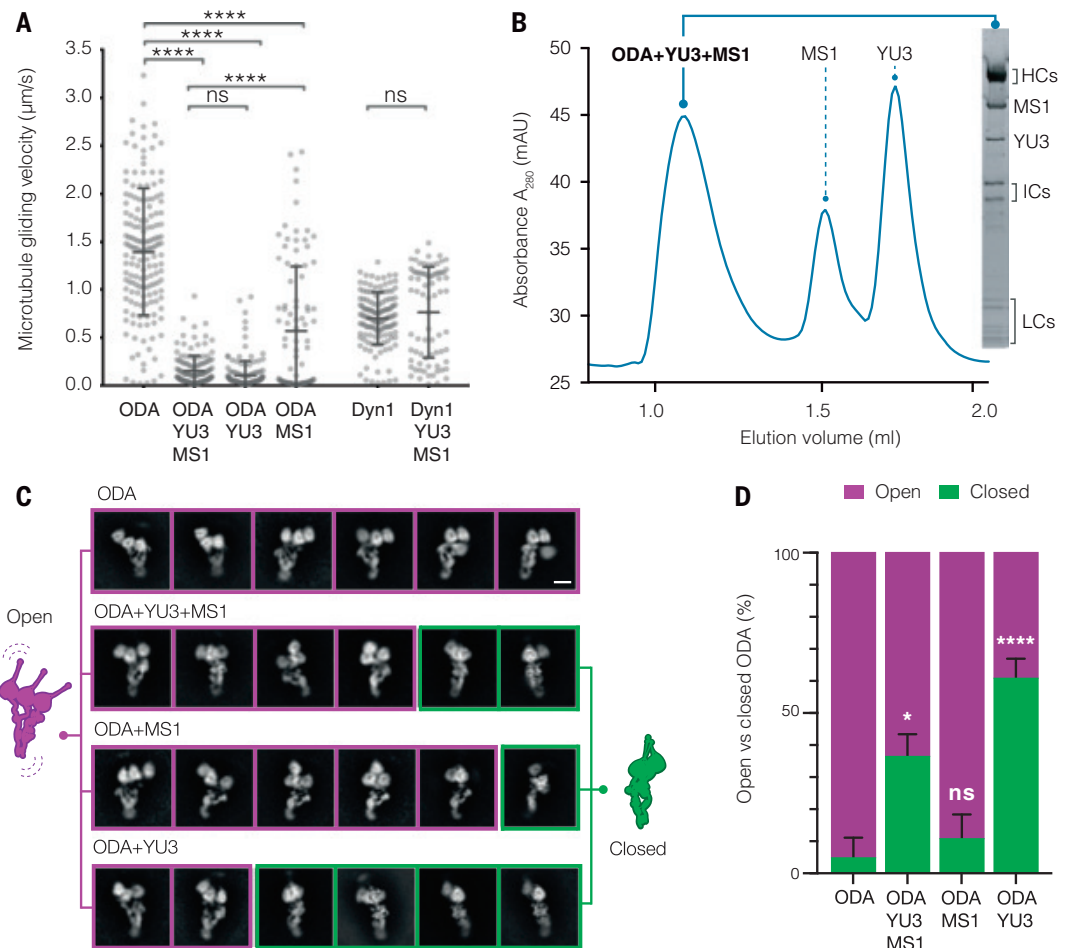 A
****
****
****
****
ns
ns
Microtubule gliding velocity (μm/s)
3.5
3.0
2.5
2.0
1.5
1.0
0.5
0.0
ODA
ODA
YU3
MS1
ODA
YU3
ODA
MS1
Dyn1
Dyn1
YU3
MS1
B
ODA+YU3+MS1
MS1
YU3
HCs
MS1
YU3
ICs
LCs
Absorbance A280 (mAU)
50
45
40
35
30
25
1.0
1.5
2.0
Elution volume (ml)
C
ODA
ODA+YU3+MS1
ODA+MS1
ODA+YU3
Open
Closed
D
Open
Closed
Open vs closed ODA (%)
100
50
0
*
ns
****
ODA
ODA
YU3
MS1
ODA
MS1
ODA
YU3